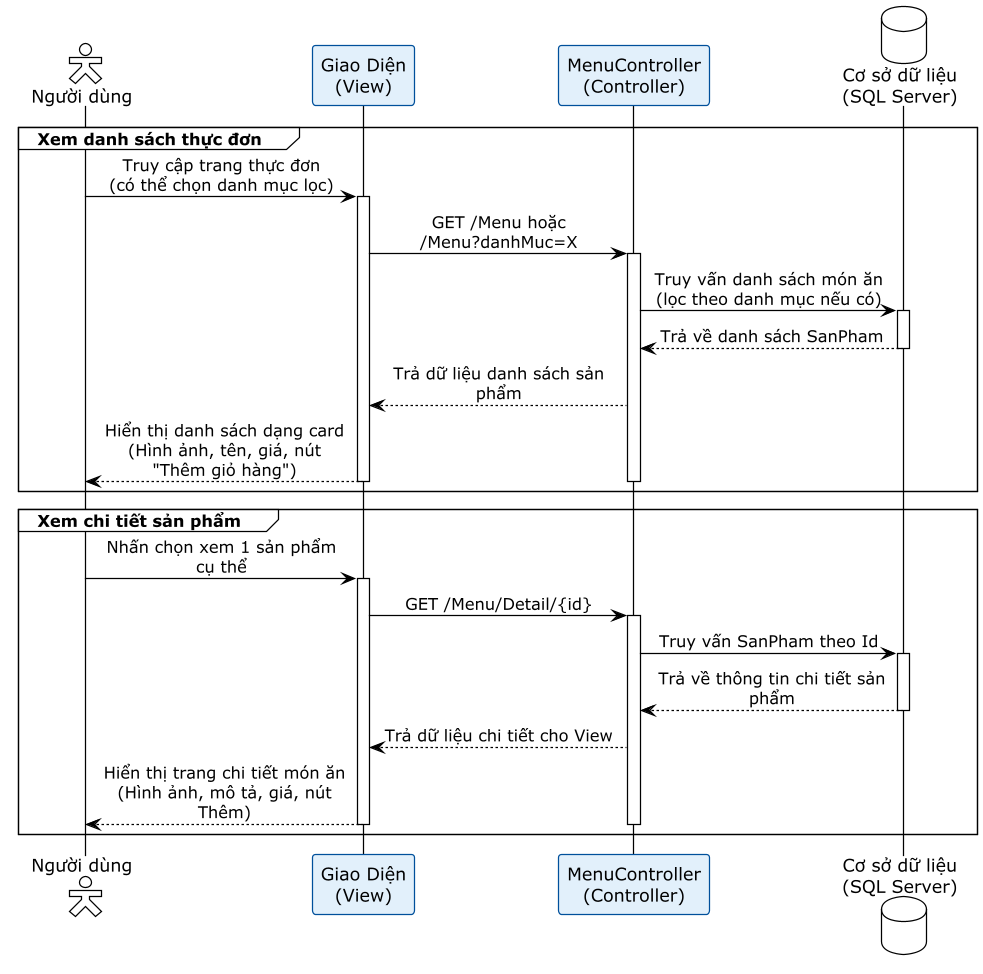 Người dùng
Giao Diện
(View)
MenuController
(Controller)
Cơ sở dữ liệu
(SQL Server)
Xem danh sách thực đơn
Truy cập trang thực đơn
(có thể chọn danh mục lọc)
GET /Menu hoặc
/Menu?danhMuc=X
Truy vấn danh sách món ăn
(lọc theo danh mục nếu có)
Trả về danh sách SanPham
Trả dữ liệu danh sách sản
phẩm
Hiển thị danh sách dạng card
(Hình ảnh, tên, giá, nút
"Thêm giỏ hàng")
Xem chi tiết sản phẩm
Nhấn chọn xem 1 sản phẩm
cụ thể
GET /Menu/Detail/{id}
Truy vấn SanPham theo Id
Trả về thông tin chi tiết sản
phẩm
Trả dữ liệu chi tiết cho View
Hiển thị trang chi tiết món ăn
(Hình ảnh, mô tả, giá, nút
Thêm)
Người dùng
Giao Diện
(View)
MenuController
(Controller)
Cơ sở dữ liệu
(SQL Server)